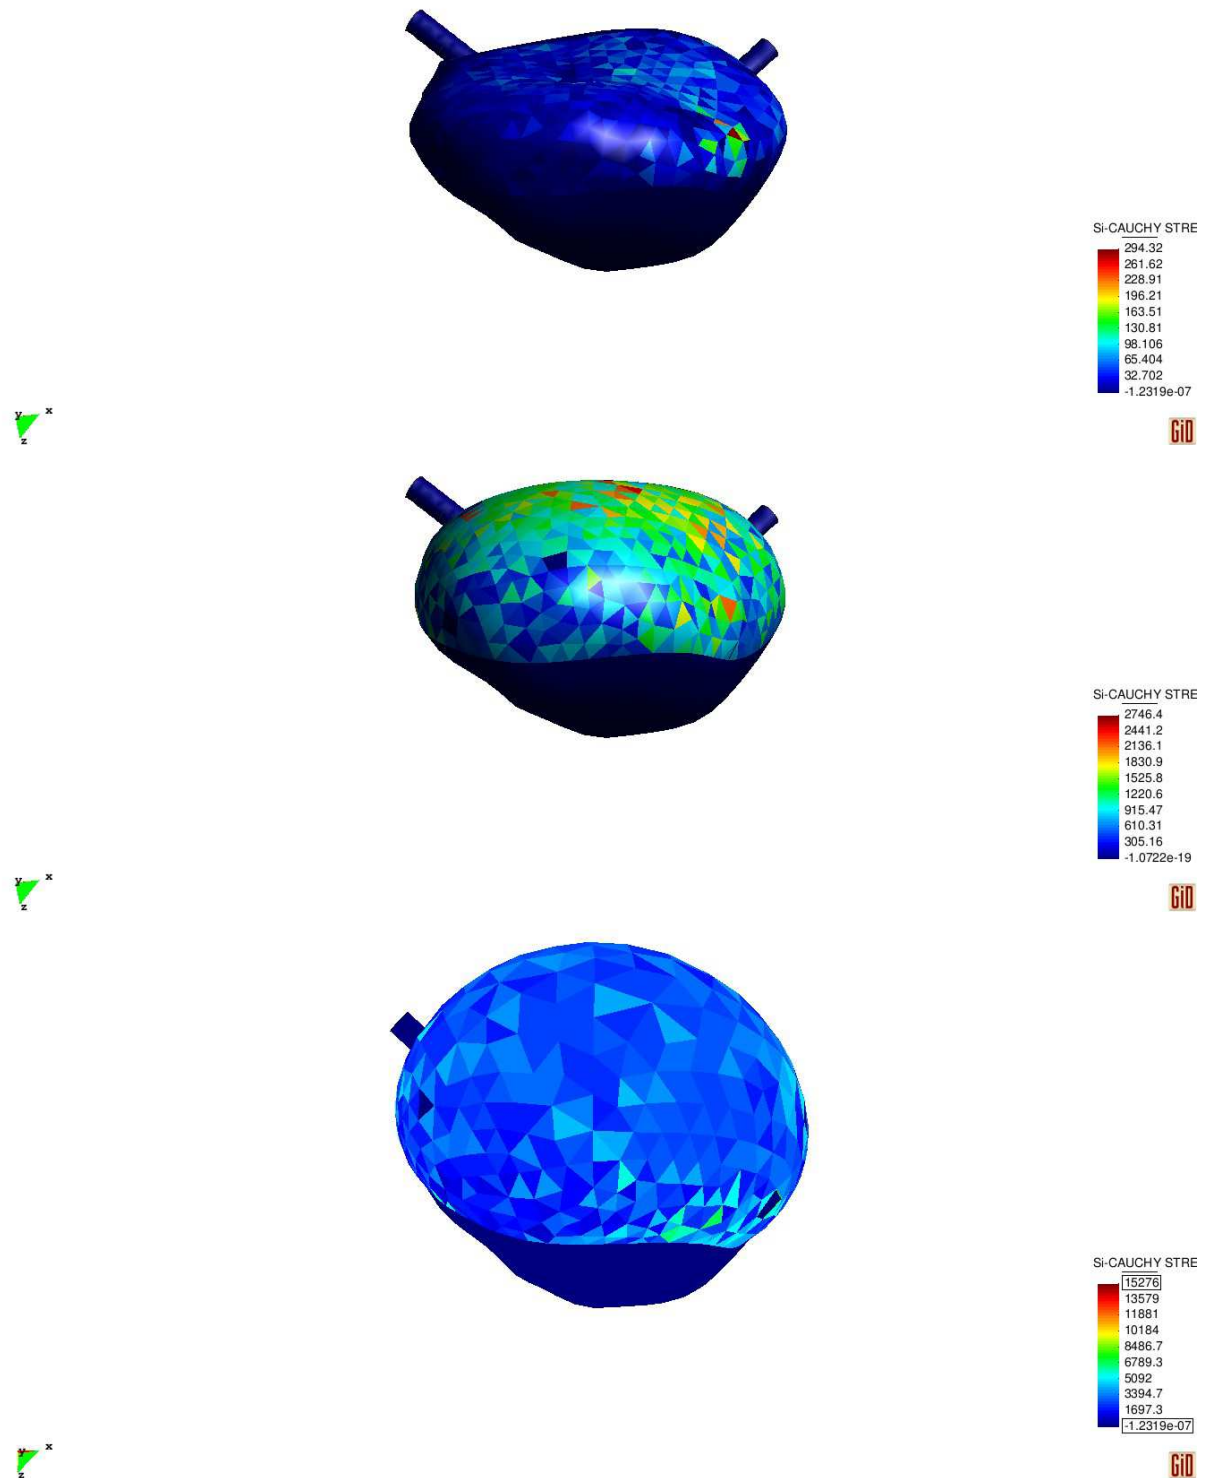 Si-CAUCHY STRE
294.32
261.62
228.91
196.21
163.51
130.81
98.106
65.404
32.702
-1.2319e-07
y x
z
GiD
Si-CAUCHY STRE
2746.4
2441.2
2136.1
1830.9
1525.8
1220.6
915.47
610.31
305.16
-1.0722e-19
y x
z
GiD
Si-CAUCHY STRE
15276
13579
11881
10184
8486.7
6789.3
5092
3394.7
1697.3
-1.2319e-07
y x
z
GiD